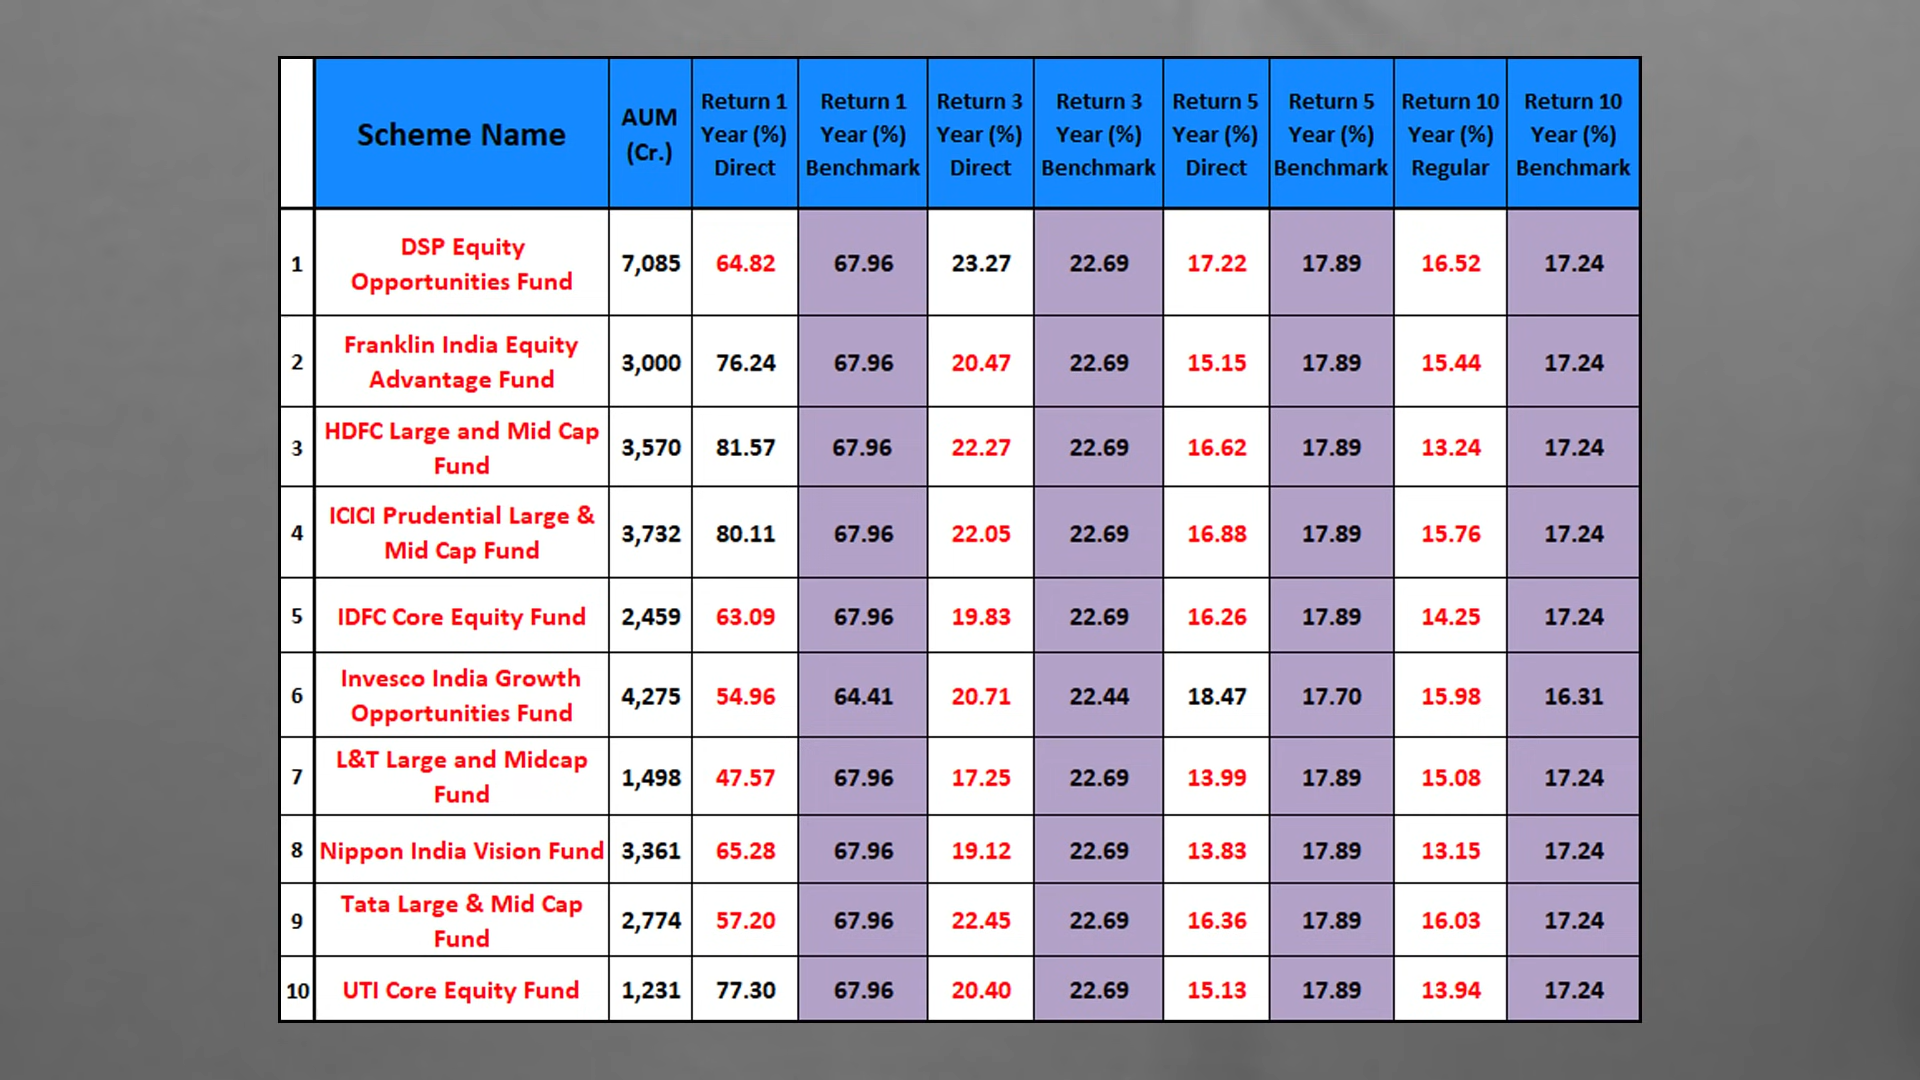 Scheme Name AUM (Cr.) Return 1 Year (%) Direct Return 1 Year (%) Benchmark Return 3 Year (%) Direct Return 3 Year (%) Benchmark Return 5 Year (%) Direct Return 5 Year (%) Benchmark Return 10 Year (%) Regular Return 10 Year (%) Benchmark
1 DSP Equity Opportunities Fund 7,085 64.82 67.96 23.27 22.69 17.22 17.89 16.52 17.24
2 Franklin India Equity Advantage Fund 3,000 76.24 67.96 20.47 22.69 15.15 17.89 15.44 17.24
3 HDFC Large and Mid Cap Fund 3,570 81.57 67.96 22.27 22.69 16.62 17.89 13.24 17.24
4 ICICI Prudential Large & Mid Cap Fund 3,732 80.11 67.96 22.05 22.69 16.88 17.89 15.76 17.24
5 IDFC Core Equity Fund 2,459 63.09 67.96 19.83 22.69 16.26 17.89 14.25 17.24
6 Invesco India Growth Opportunities Fund 4,275 54.96 64.41 20.71 22.44 18.47 17.70 15.98 16.31
7 L&T Large and Midcap Fund 1,498 47.57 67.96 17.25 22.69 13.99 17.89 15.08 17.24
8 Nippon India Vision Fund 3,361 65.28 67.96 19.12 22.69 13.83 17.89 13.15 17.24
9 Tata Large & Mid Cap Fund 2,774 57.20 67.96 22.45 22.69 16.36 17.89 16.03 17.24
10 UTI Core Equity Fund 1,231 77.30 67.96 20.40 22.69 15.13 17.89 13.94 17.24